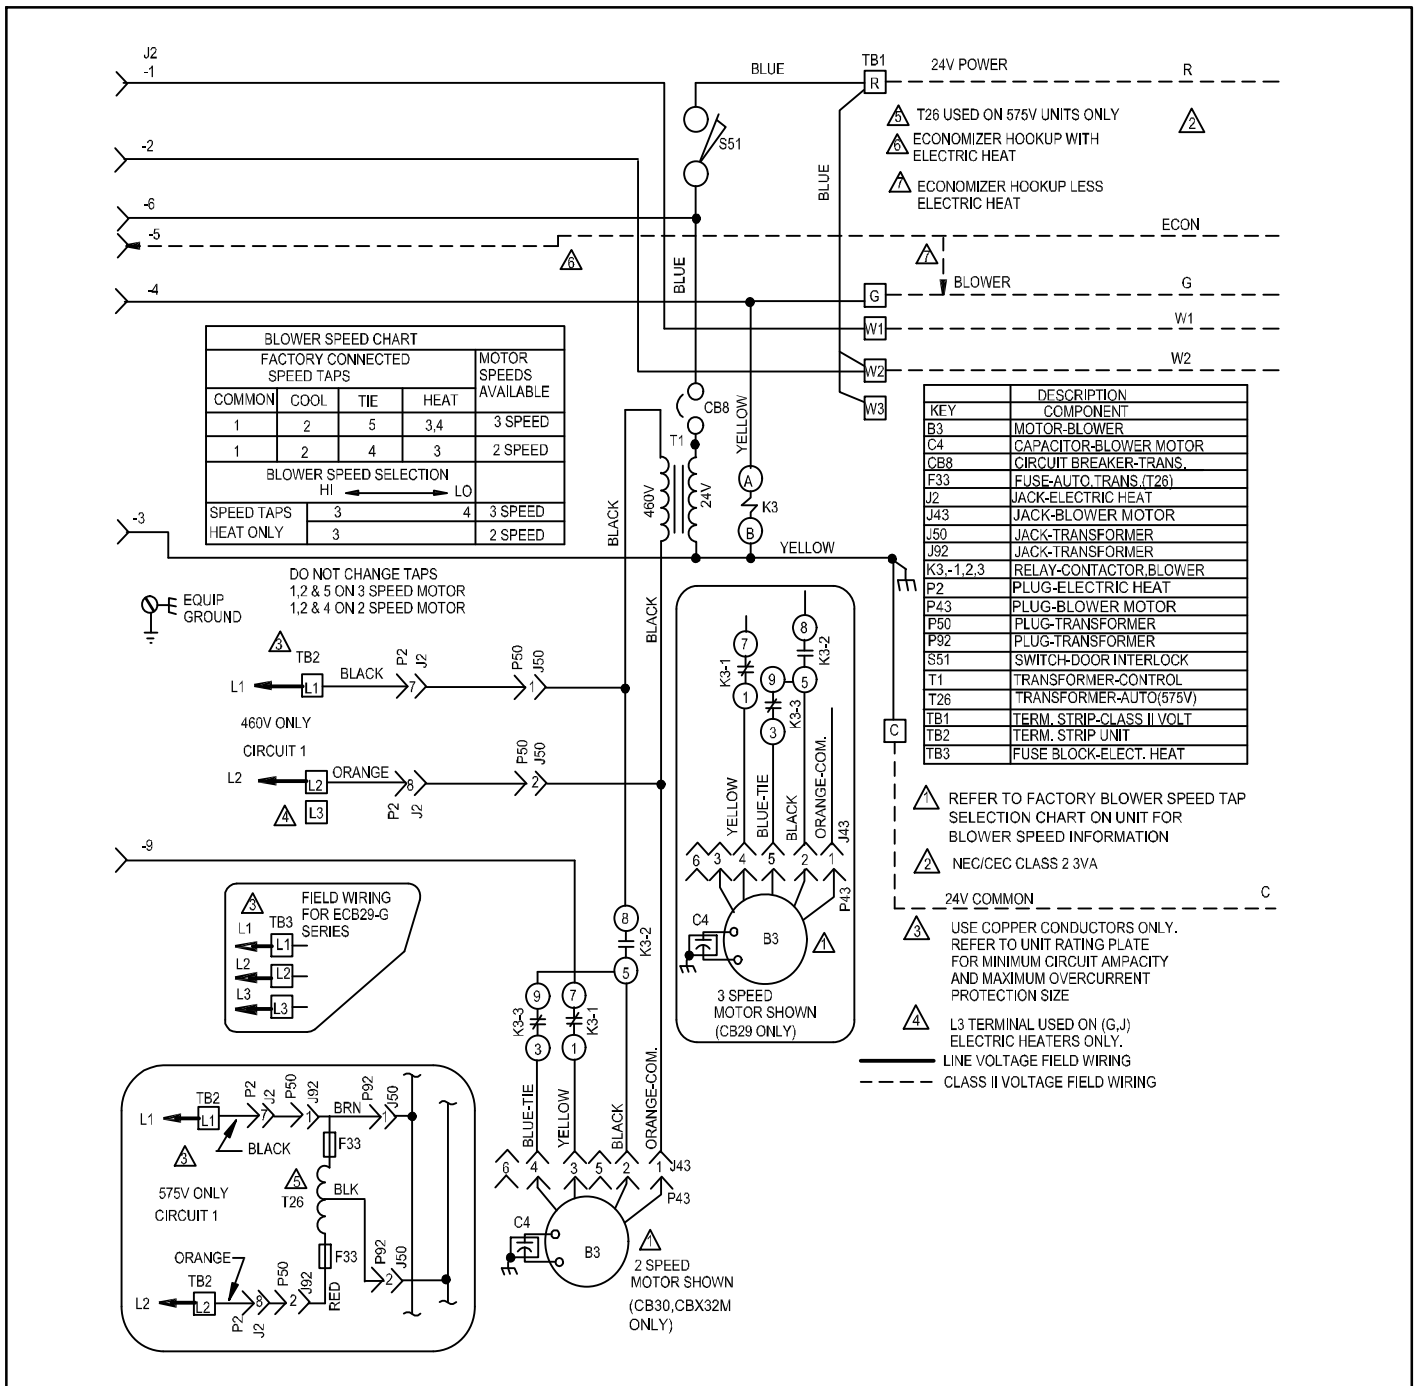 J2
-1
-2
-6
-5
-4
-3
-9
BLUE
TB1
R
24V POWER
R
S51
BLUE
BLUE
5 T26 USED ON 575V UNITS ONLY
2
6 ECONOMIZER HOOKUP WITH
ELECTRIC HEAT
7 ECONOMIZER HOOKUP LESS
ELECTRIC HEAT
ECON
6
7
BLOWER
G
G
W1
W1
W2
W2
W3
BLOWER SPEED CHART
FACTORY CONNECTED
SPEED TAPS
MOTOR
SPEEDS
AVAILABLE
COMMON COOL TIE HEAT
1 2 5 3,4 3 SPEED
1 2 4 3 2 SPEED
BLOWER SPEED SELECTION
HI LO
SPEED TAPS 3 4 3 SPEED
HEAT ONLY 3 2 SPEED
DO NOT CHANGE TAPS
1,2 & 5 ON 3 SPEED MOTOR
1,2 & 4 ON 2 SPEED MOTOR
EQUIP
GROUND
CB8
T1
460V
24V
YELLOW
A
K3
B
YELLOW
BLACK
BLACK
DESCRIPTION
KEY COMPONENT
B3 MOTOR-BLOWER
C4 CAPACITOR-BLOWER MOTOR
CB8 CIRCUIT BREAKER-TRANS.
F33 FUSE-AUTO.TRANS.(T26)
J2 JACK-ELECTRIC HEAT
J43 JACK-BLOWER MOTOR
J50 JACK-TRANSFORMER
J92 JACK-TRANSFORMER
K3,-1,2,3 RELAY-CONTACTOR,BLOWER
P2 PLUG-ELECTRIC HEAT
P43 PLUG-BLOWER MOTOR
P50 PLUG-TRANSFORMER
P92 PLUG-TRANSFORMER
S51 SWITCH-DOOR INTERLOCK
T1 TRANSFORMER-CONTROL
T26 TRANSFORMER-AUTO(575V)
TB1 TERM. STRIP-CLASS II VOLT
TB2 TERM. STRIP UNIT
TB3 FUSE BLOCK-ELECT. HEAT
3
TB2
L1
L1
BLACK
P2
7
J2
P50
1
J50
460V ONLY
CIRCUIT 1
L2
L2
ORANGE
8
P2
J2
P50
2
J50
4
L3
7
K3-1
1
8
K3-2
9
5
K3-3
3
YELLOW
BLUE-TIE
BLACK
ORANGE-COM.
J43
6 3 4 5 2 1
P43
C4
B3
1
3 SPEED
MOTOR SHOWN
(CB29 ONLY)
C
1 REFER TO FACTORY BLOWER SPEED TAP
SELECTION CHART ON UNIT FOR
BLOWER SPEED INFORMATION
2 NEC/CEC CLASS 2 3VA
24V COMMON
C
3 USE COPPER CONDUCTORS ONLY.
REFER TO UNIT RATING PLATE
FOR MINIMUM CIRCUIT AMPACITY
AND MAXIMUM OVERCURRENT
PROTECTION SIZE
4 L3 TERMINAL USED ON (G,J)
ELECTRIC HEATERS ONLY.
LINE VOLTAGE FIELD WIRING
CLASS II VOLTAGE FIELD WIRING
3
FIELD WIRING
FOR ECB29-G
SERIES
L1
TB3
L1
L2
L2
L3
L3
8
K3-2
5
9
K3-3
3
7
K3-1
1
BLUE-TIE
YELLOW
BLACK
ORANGE-COM.
6 4 3 5 2 1 J43
P43
C4
B3
1
2 SPEED
MOTOR SHOWN
(CB30,CBX32M
ONLY)
L1
TB2
L1
P2
7
J2
P50
1
J92
BRN
P92
1
J50
3
BLACK
F33
5
T26
BLK
575V ONLY
CIRCUIT 1
F33
P92
2
J50
ORANGE
TB2
L2
L2
8
P2
J2
P50
2
J92
RED